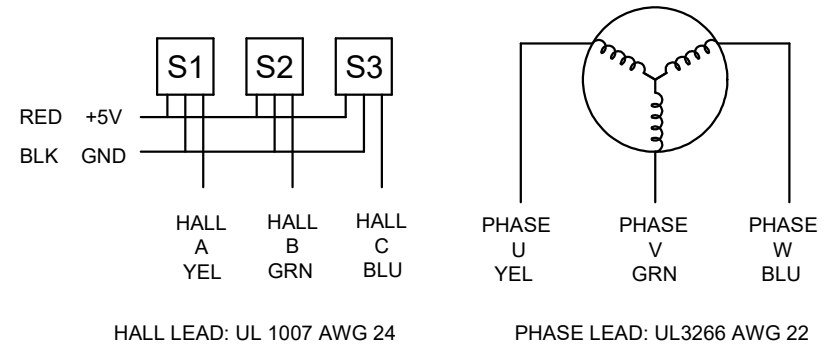 S1 S2 S3
RED +5V
BLK GND
HALL
A
YEL
HALL
B
GRN
HALL
C
BLU
PHASE
U
YEL
PHASE
V
GRN
PHASE
W
BLU
HALL LEAD: UL 1007 AWG 24
PHASE LEAD: UL3266 AWG 22